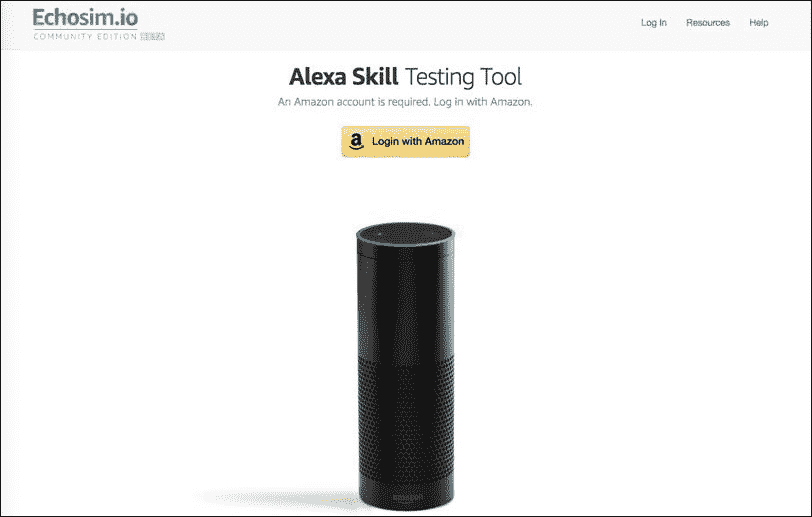 Echosim.io
COMMUNITY EDITION BETA
Log In Resources Help
Alexa Skill Testing Tool
An Amazon account is required. Log in with Amazon.
Login with Amazon
amazon